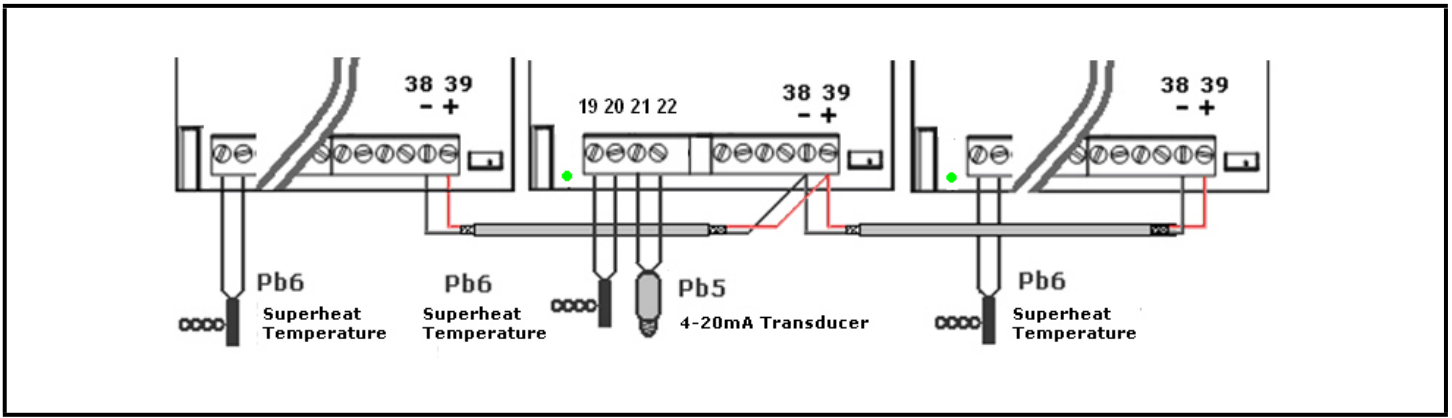 38 39
- +
19 20 21 22
38 39
- +
38 39
- +
Pb6
Superheat
Temperature
Pb6
Superheat
Temperature
Pb5
4-20mA Transducer
Pb6
Superheat
Temperature